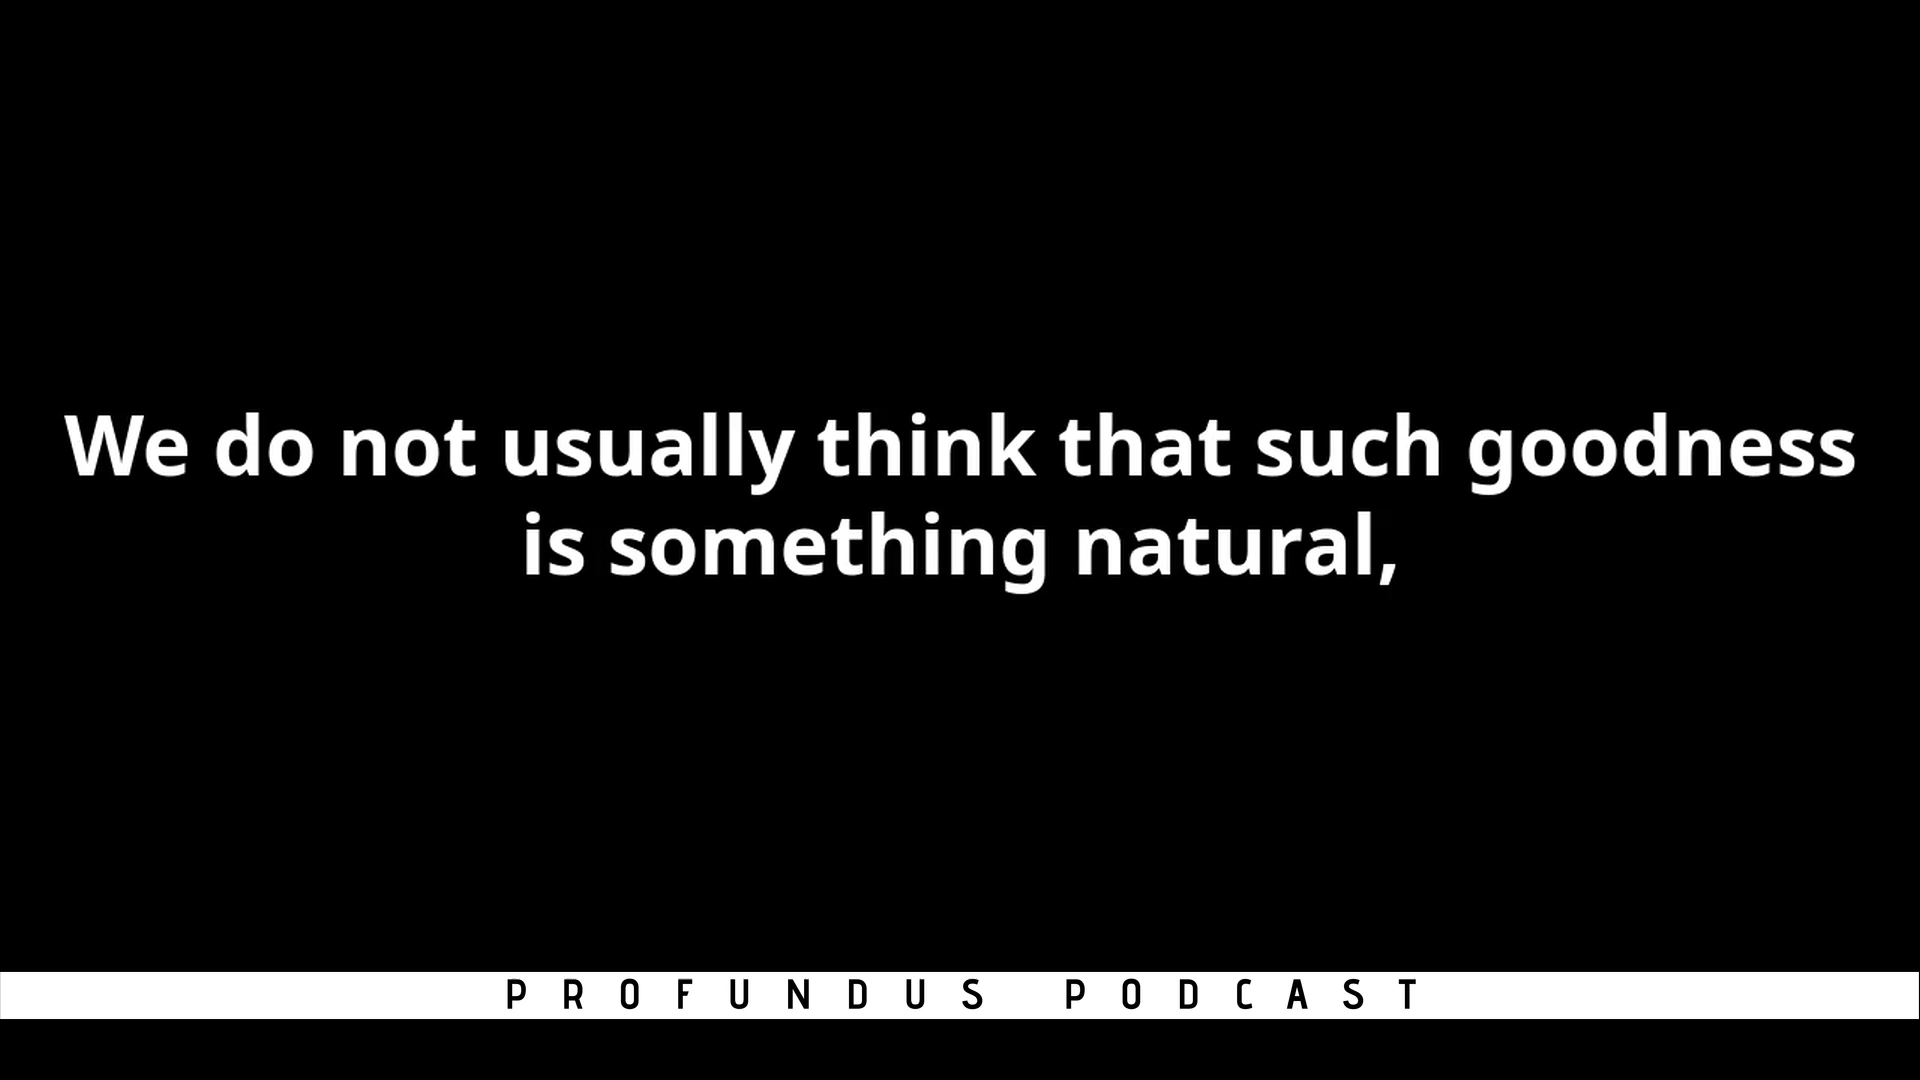 We do not usually think that such goodness
is something natural,
PROFUNDUS PODCAST